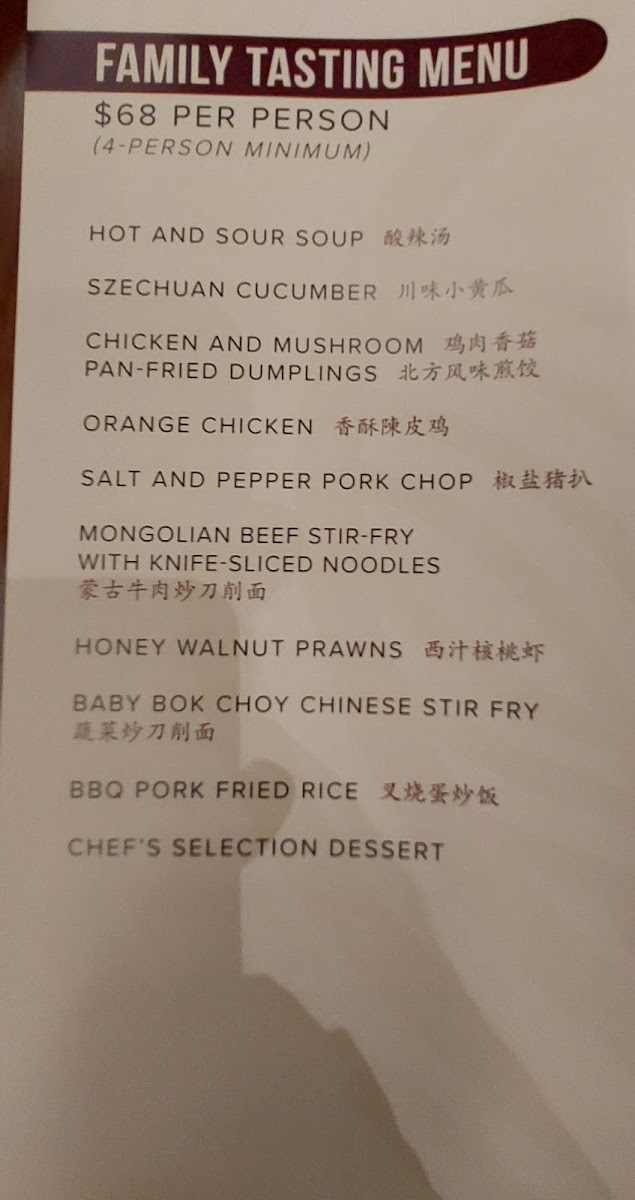 FAMILY TASTING MENU
$68 PER PERSON
(4-PERSON MINIMUM)
HOT AND SOUR SOUP 酸辣汤
SZECHUAN CUCUMBER 川味小黄瓜
CHICKEN AND MUSHROOM 鸡肉香菇
PAN-FRIED DUMPLINGS 北方风味煎饺
ORANGE CHICKEN 香酥陳皮鸡
SALT AND PEPPER PORK CHOP 椒盐猪扒
MONGOLIAN BEEF STIR-FRY
WITH KNIFE-SLICED NOODLES
蒙古牛肉炒刀削面
HONEY WALNUT PRAWNS 西汁核桃虾
BABY BOK CHOY CHINESE STIR FRY
蔬菜炒刀削面
BBQ PORK FRIED RICE 叉烧蛋炒饭
CHEF'S SELECTION DESSERT